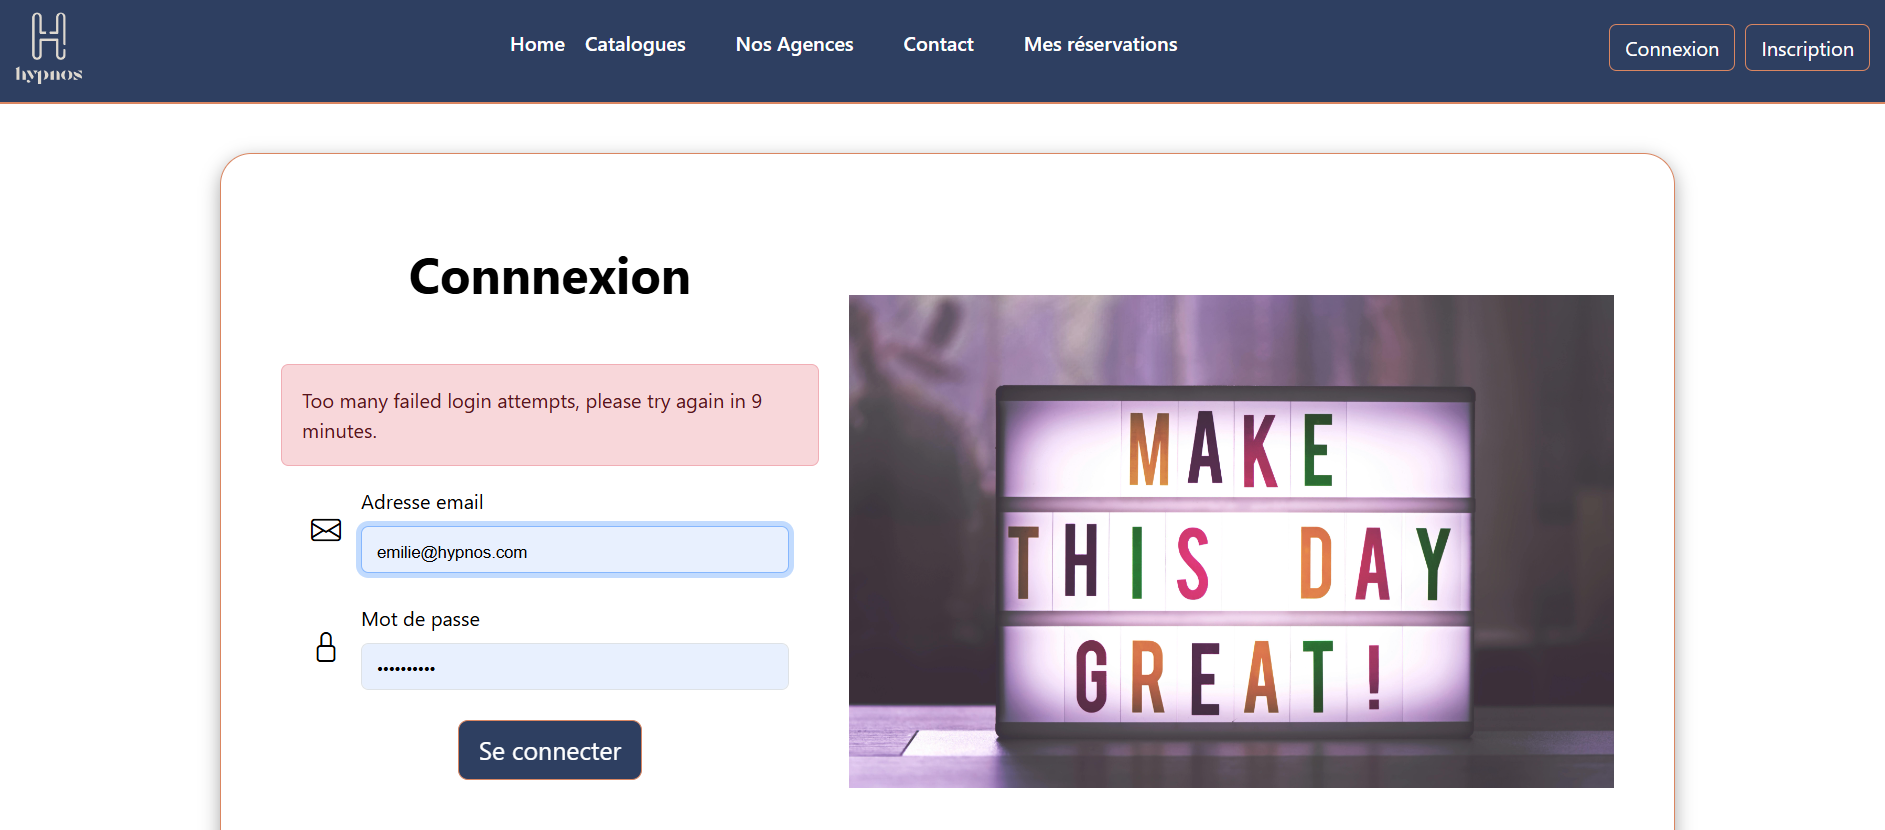 H
hypnos
Home Catalogues Nos Agences Contact Mes réservations
Connexion Inscription
Connnexion
Too many failed login attempts, please try again in 9
minutes.
Adresse email
emilie@hypnos.com
Mot de passe
••••••••••
Se connecter
MAKE
THIS DAY
GREAT!